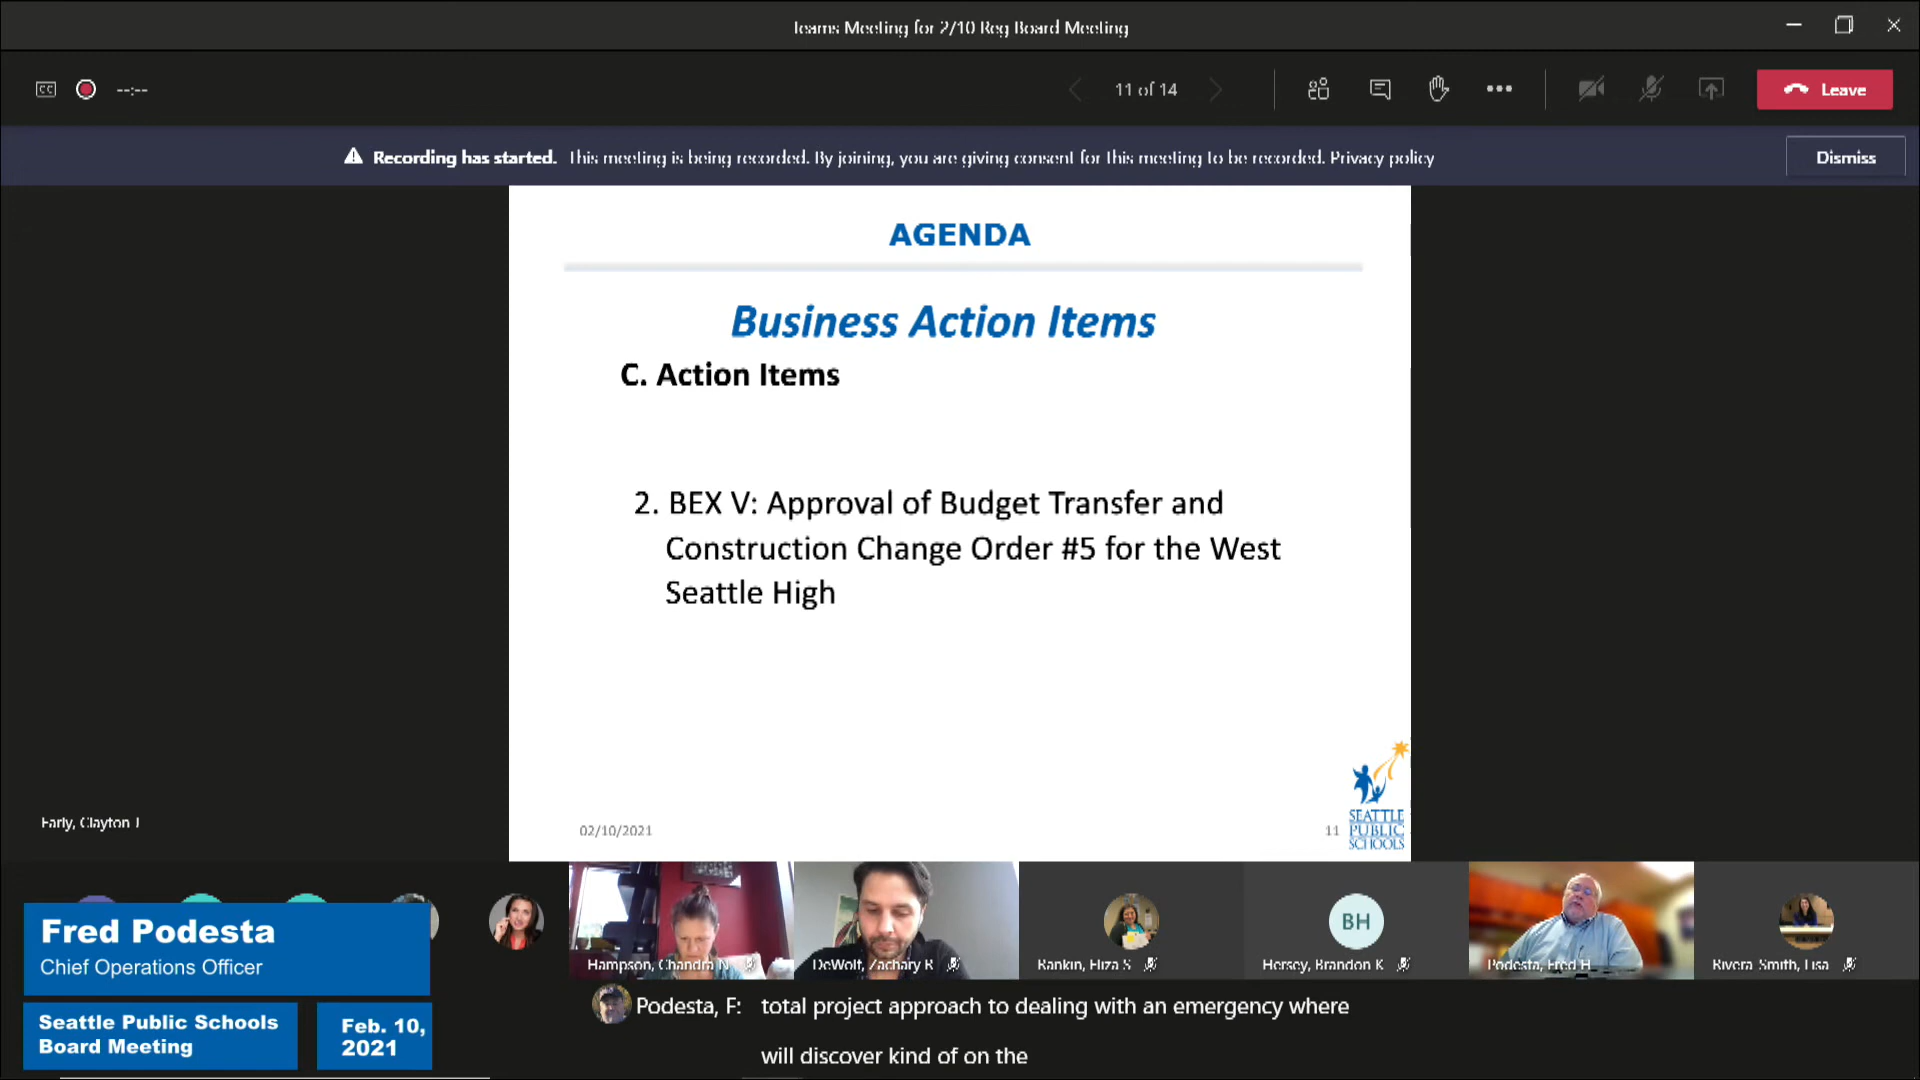 Teams Meeting for 2/10 Reg Board Meeting
CC
--:--
11 of 14
Leave
Recording has started. This meeting is being recorded. By joining, you are giving consent for this meeting to be recorded. Privacy policy
Dismiss
AGENDA
Business Action Items
C. Action Items
2. BEX V: Approval of Budget Transfer and
Construction Change Order #5 for the West
Seattle High
02/10/2021
11
SEATTLE
PUBLIC
SCHOOLS
Early, Clayton J
Hampson, Chandra N
DeWolf, Zachary R
Rankin, Eliza S
BH
Hersey, Brandon K
Podesta, Fred H
Rivera-Smith, Lisa
Fred Podesta
Chief Operations Officer
Seattle Public Schools
Board Meeting
Feb. 10,
2021
Podesta, F: total project approach to dealing with an emergency where
will discover kind of on the